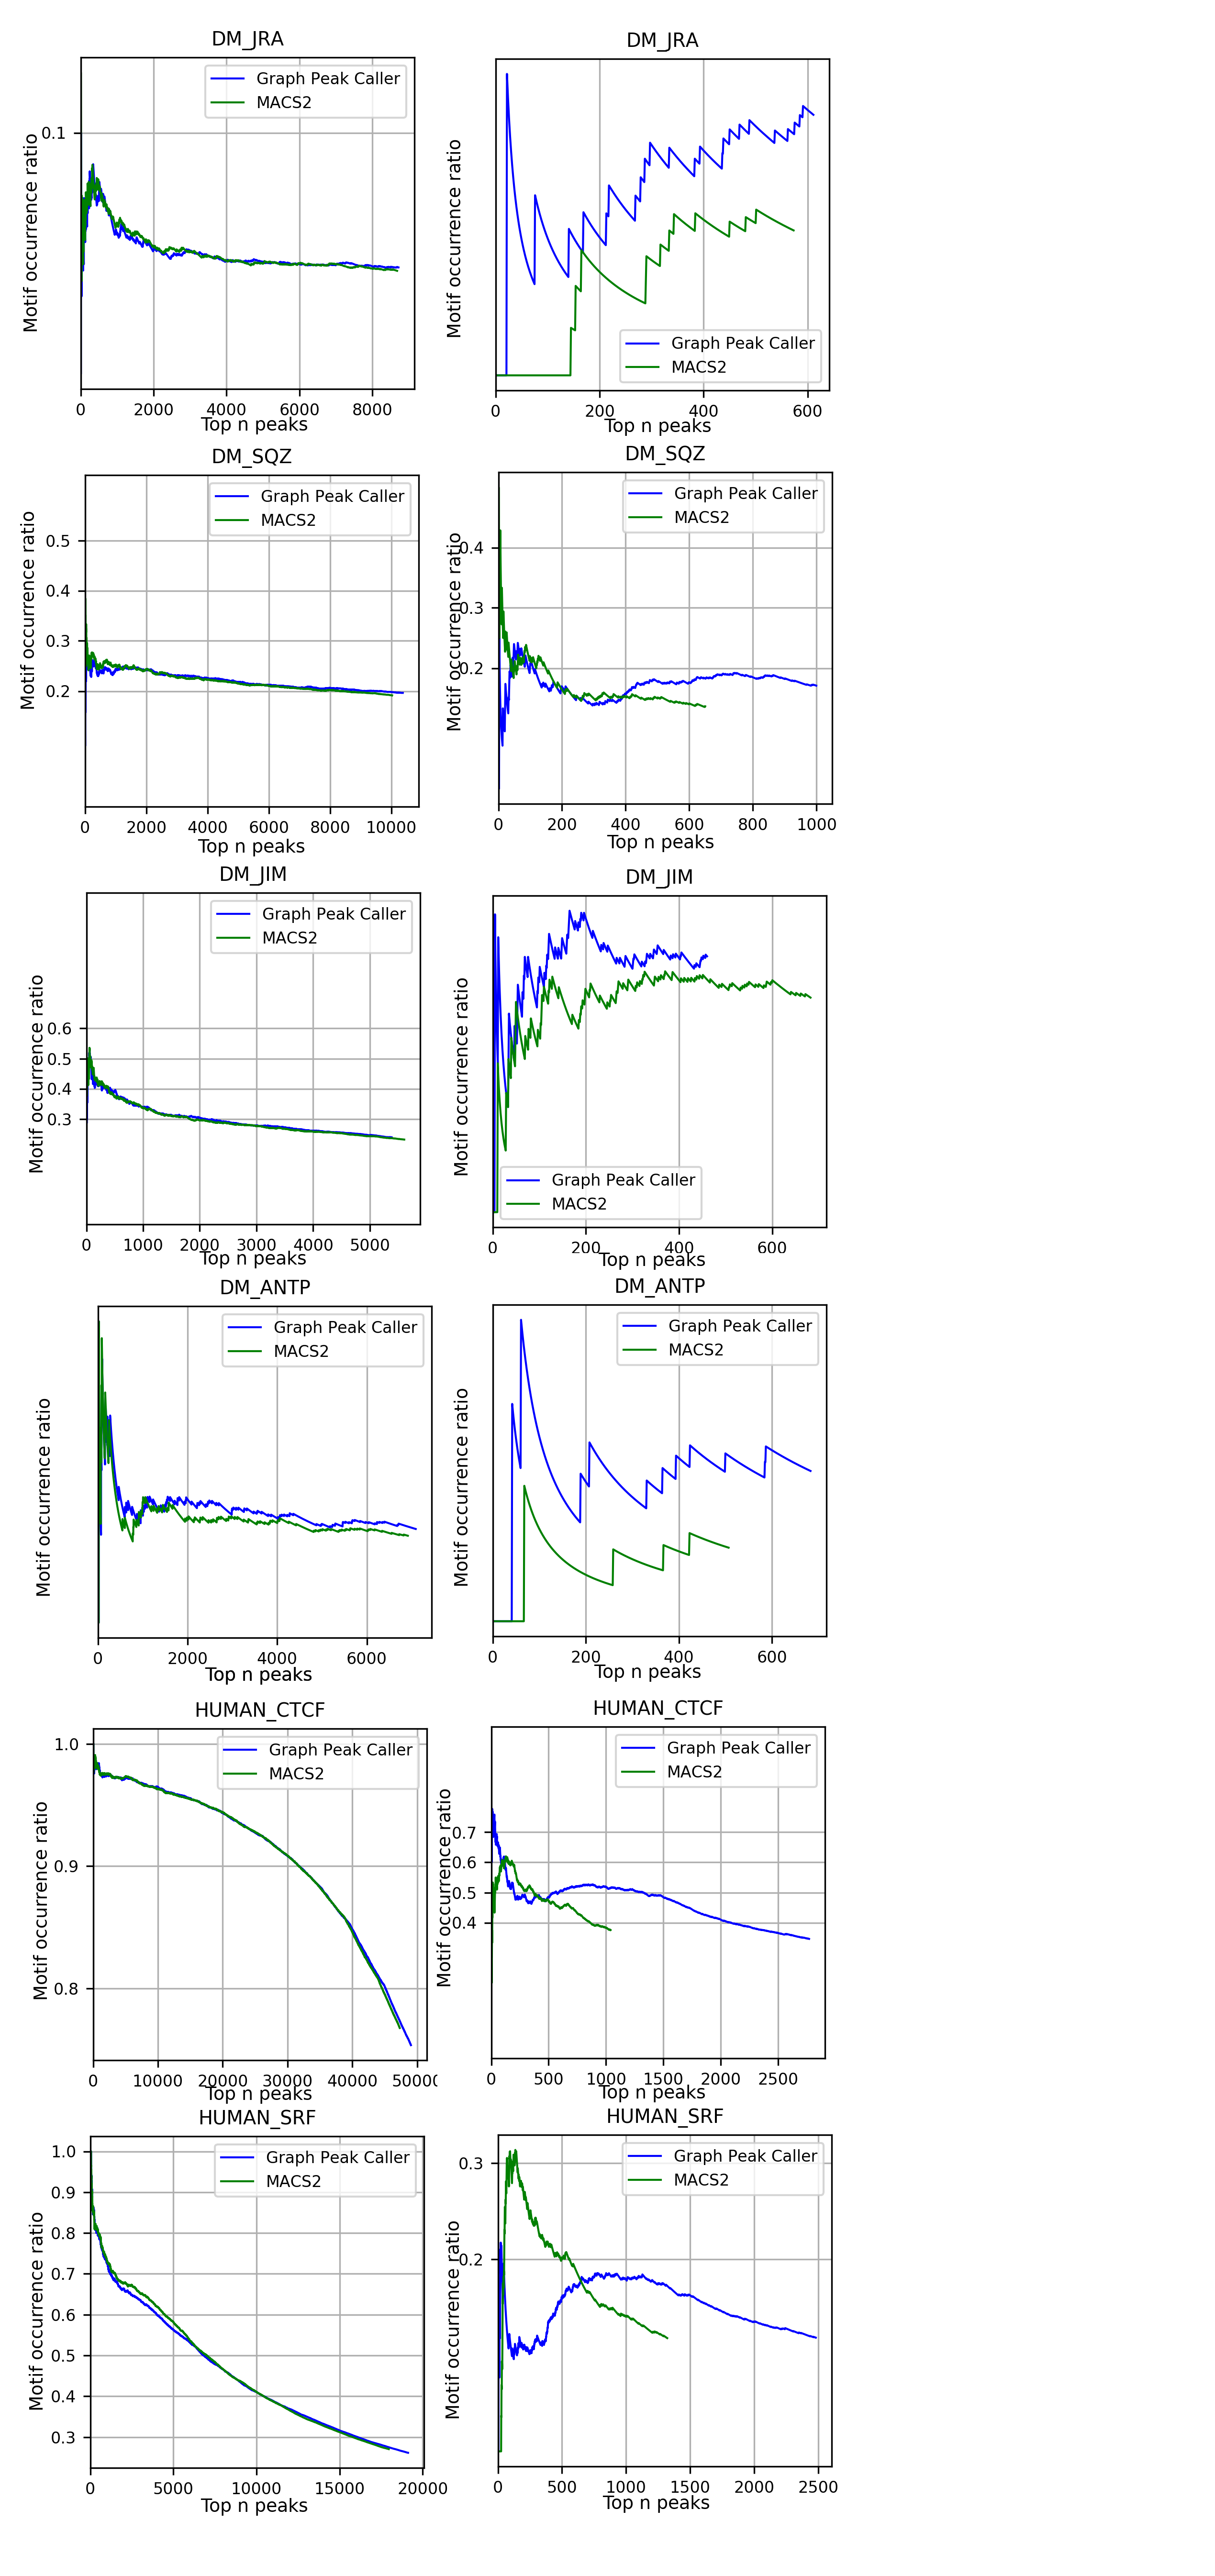 DM_JRA
Graph Peak Caller
MACS2
0.1
Motif occurrence ratio
0 2000 4000 6000 8000
Top n peaks
DM_JRA
Graph Peak Caller
MACS2
Motif occurrence ratio
0 200 400 600
Top n peaks
DM_SQZ
Graph Peak Caller
MACS2
0.5
0.4
0.3
0.2
Motif occurrence ratio
0 2000 4000 6000 8000 10000
Top n peaks
DM_SQZ
Graph Peak Caller
MACS2
0.4
0.3
0.2
Motif occurrence ratio
0 200 400 600 800 1000
Top n peaks
DM_JIM
Graph Peak Caller
MACS2
0.6
0.5
0.4
0.3
Motif occurrence ratio
0 1000 2000 3000 4000 5000
Top n peaks
DM_JIM
Graph Peak Caller
MACS2
Motif occurrence ratio
0 200 400 600
Top n peaks
DM_ANTP
Graph Peak Caller
MACS2
Motif occurrence ratio
0 2000 4000 6000
Top n peaks
DM_ANTP
Graph Peak Caller
MACS2
Motif occurrence ratio
0 200 400 600
Top n peaks
HUMAN_CTCF
Graph Peak Caller
MACS2
1.0
0.9
0.8
Motif occurrence ratio
0 10000 20000 30000 40000 50000
Top n peaks
HUMAN_CTCF
Graph Peak Caller
MACS2
0.7
0.6
0.5
0.4
Motif occurrence ratio
0 500 1000 1500 2000 2500
Top n peaks
HUMAN_SRF
Graph Peak Caller
MACS2
1.0
0.9
0.8
0.7
0.6
0.5
0.4
0.3
Motif occurrence ratio
0 5000 10000 15000 20000
Top n peaks
HUMAN_SRF
Graph Peak Caller
MACS2
0.3
0.2
Motif occurrence ratio
0 500 1000 1500 2000 2500
Top n peaks